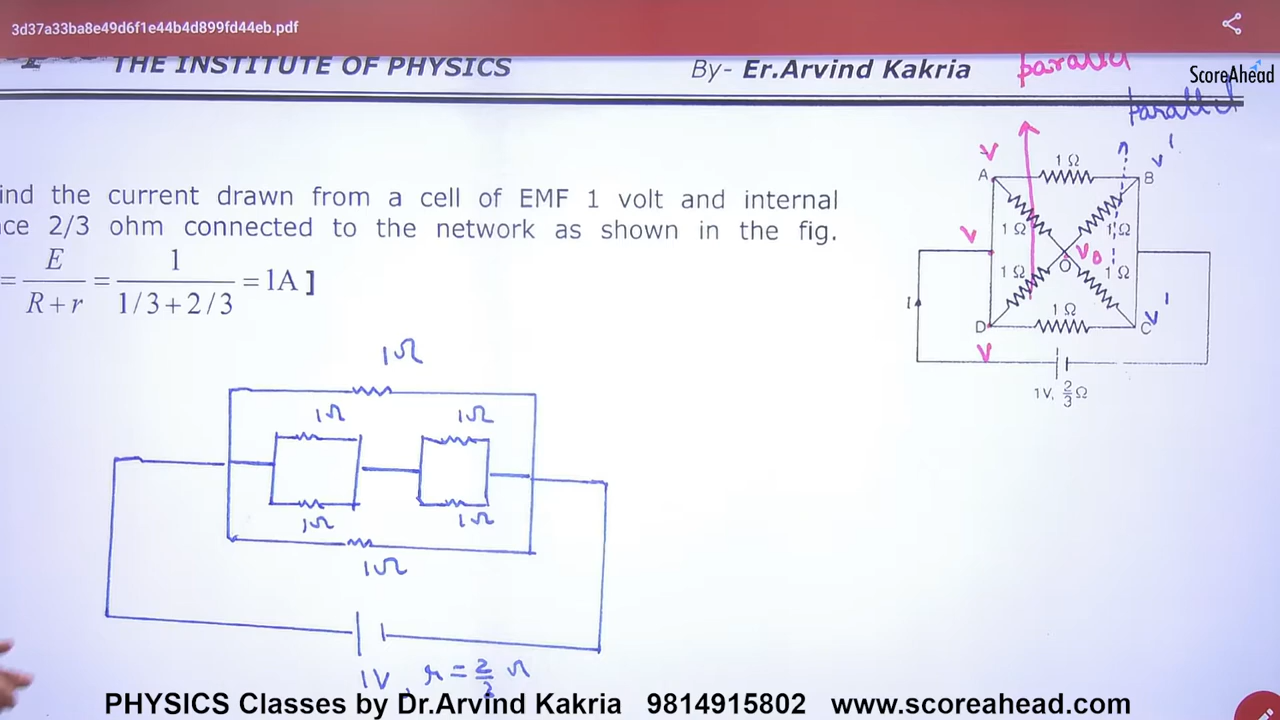 3d37a33ba8e49d6f1e44b4d899fd44eb.pdf
THE INSTITUTE OF PHYSICS By- Er.Arvind Kakria
parallel
ScoreAhead
parallel
ind the current drawn from a cell of EMF 1 volt and internal
ce 2/3 ohm connected to the network as shown in the fig.
= E / R+r = 1 / 1/3+2/3 = 1A ]
V A 1 Ω B V'
1 Ω 1 Ω
V O V0
1 Ω 1 Ω
I 1 Ω
D C V'
V
1V, 2/3 Ω
1Ω
1Ω 1Ω
1Ω 1Ω
1Ω
1V, r = 2/3 Ω
PHYSICS Classes by Dr.Arvind Kakria 9814915802 www.scoreahead.com